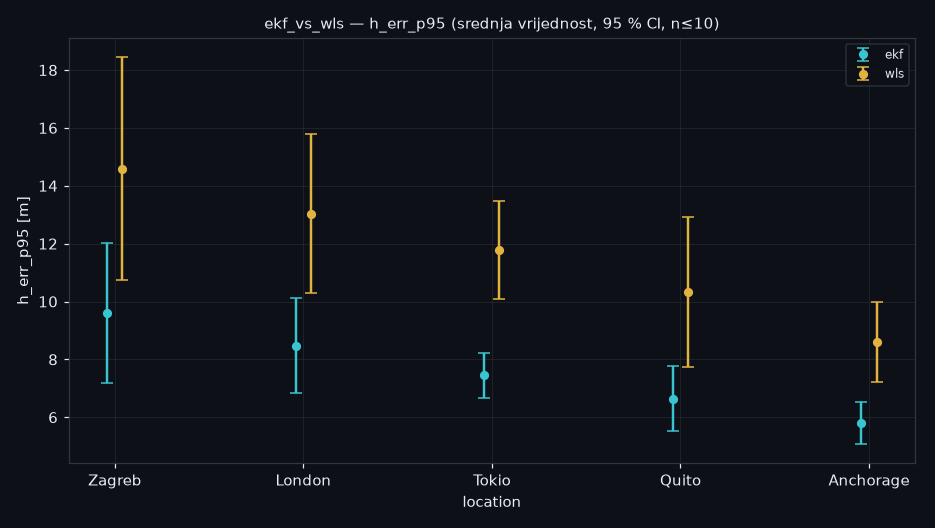 ekf_vs_wls — h_err_p95 (srednja vrijednost, 95 % CI, n≤10)
ekf
wls
h_err_p95 [m]
18
16
14
12
10
8
6
Zagreb
London
Tokio
Quito
Anchorage
location